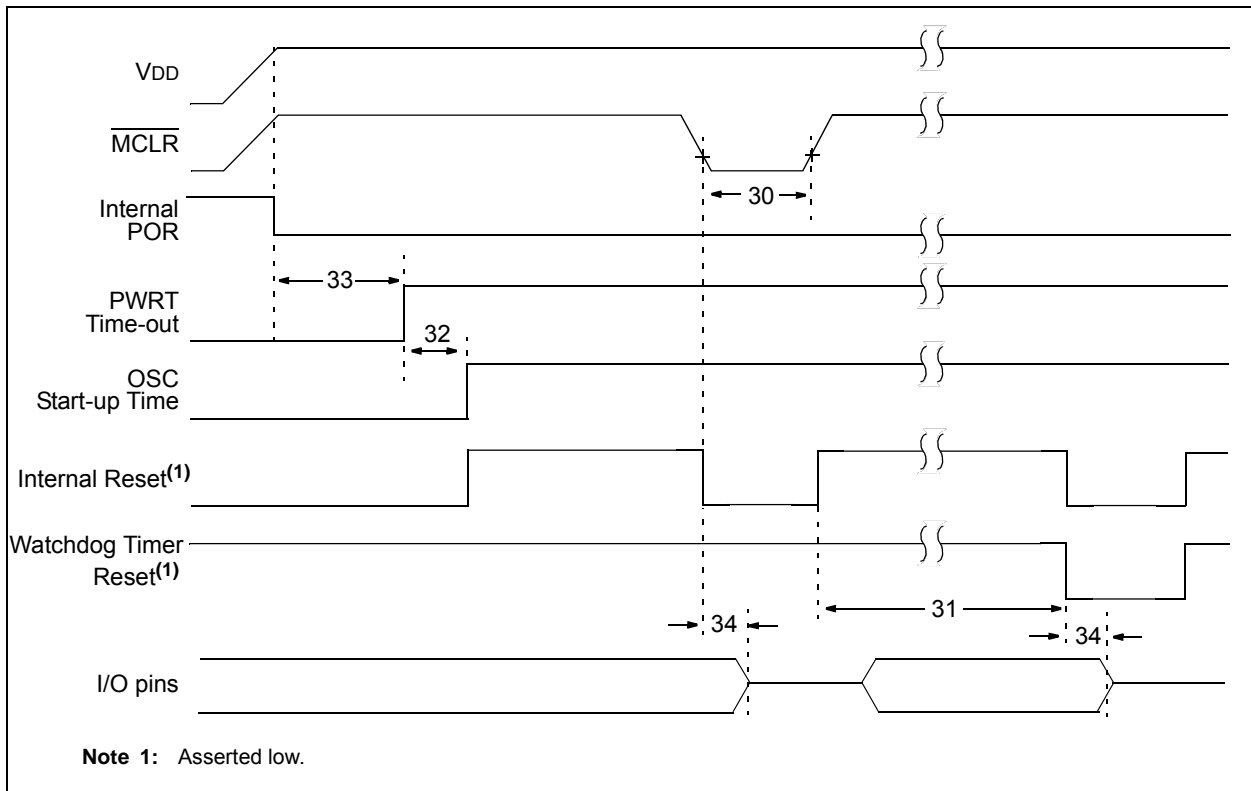 VDD
MCLR
Internal
POR
30
33
PWRT
Time-out
32
OSC
Start-up Time
Internal Reset(1)
Watchdog Timer
Reset(1)
31
34
34
I/O pins
Note 1: Asserted low.